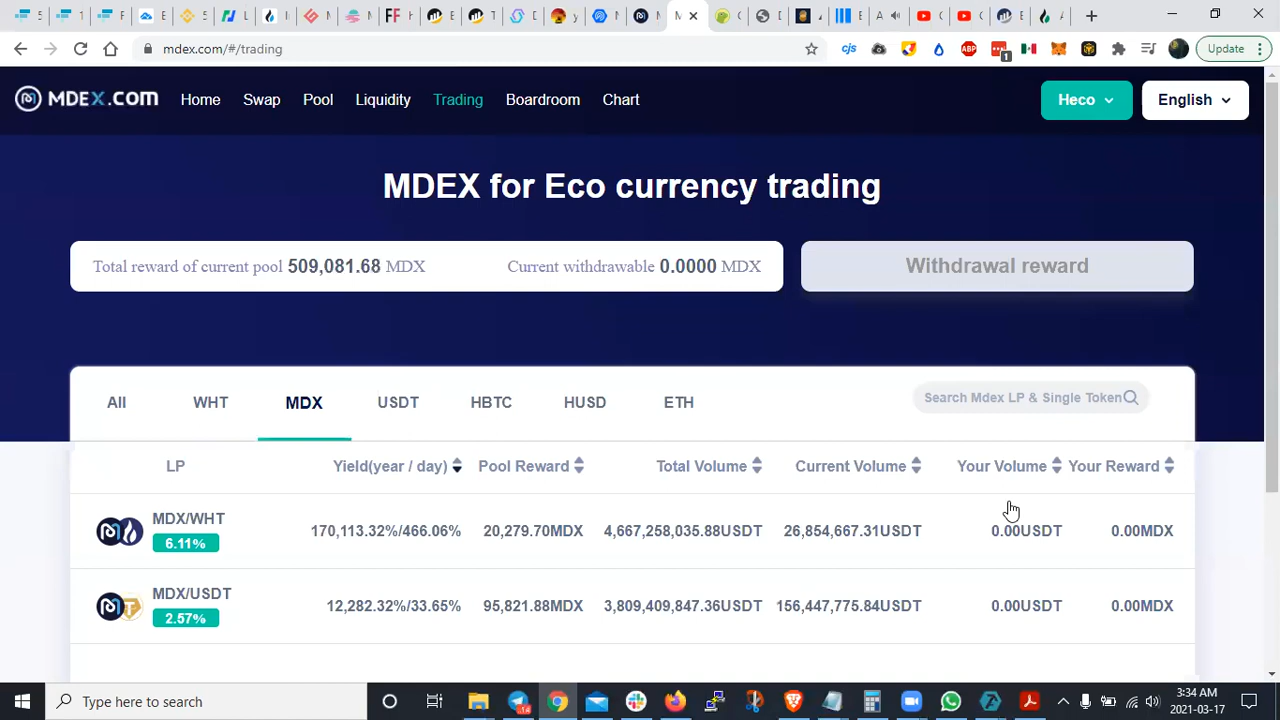 mdex.com/#/trading
Update
1
MDEX.COM
Home
Swap
Pool
Liquidity
Trading
Boardroom
Chart
Heco
English
MDEX for Eco currency trading
Total reward of current pool 509,081.68 MDX
Current withdrawable 0.0000 MDX
Withdrawal reward
All
WHT
MDX
USDT
HBTC
HUSD
ETH
Search Mdex LP & Single Token
LP
Yield(year / day)
Pool Reward
Total Volume
Current Volume
Your Volume
Your Reward
MDX/WHT
6.11%
170,113.32%/466.06%
20,279.70MDX
4,667,258,035.88USDT
26,854,667.31USDT
0.00USDT
0.00MDX
MDX/USDT
2.57%
12,282.32%/33.65%
95,821.88MDX
3,809,409,847.36USDT
156,447,775.84USDT
0.00USDT
0.00MDX
Type here to search
3:34 AM
2021-03-17